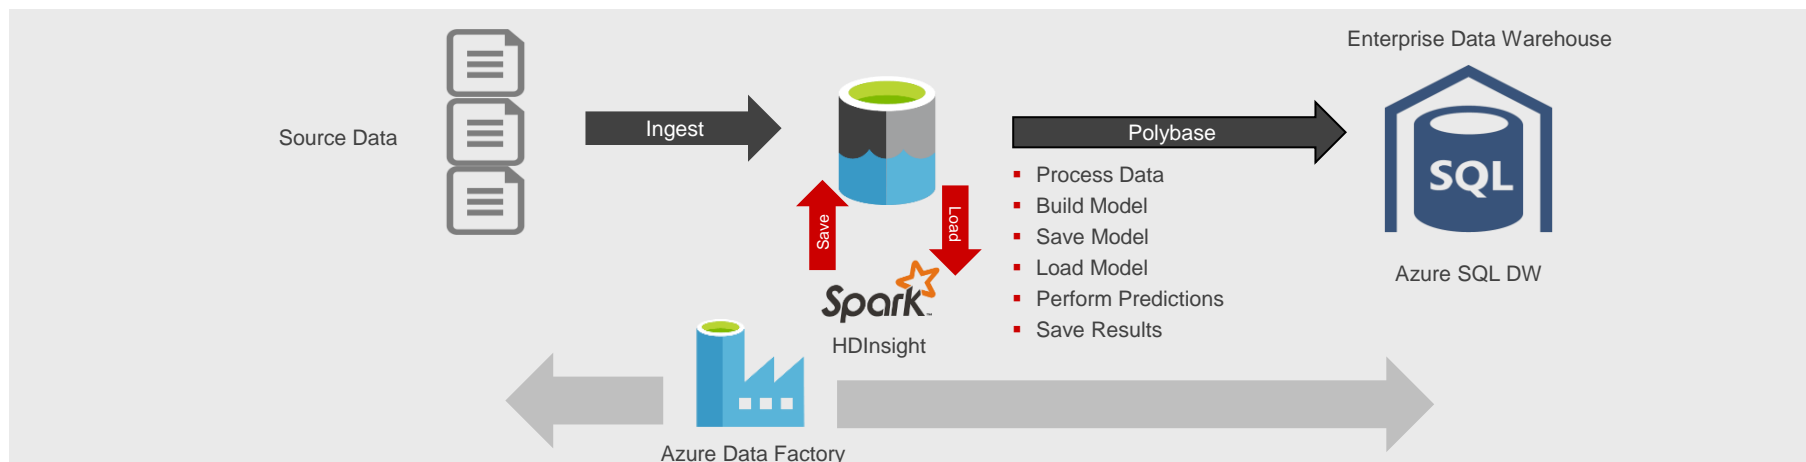 Enterprise Data Warehouse
Source Data
Ingest
Polybase
SQL
Save
Load
Spark™
HDInsight
Process Data
Build Model
Save Model
Load Model
Perform Predictions
Save Results
Azure SQL DW
Azure Data Factory